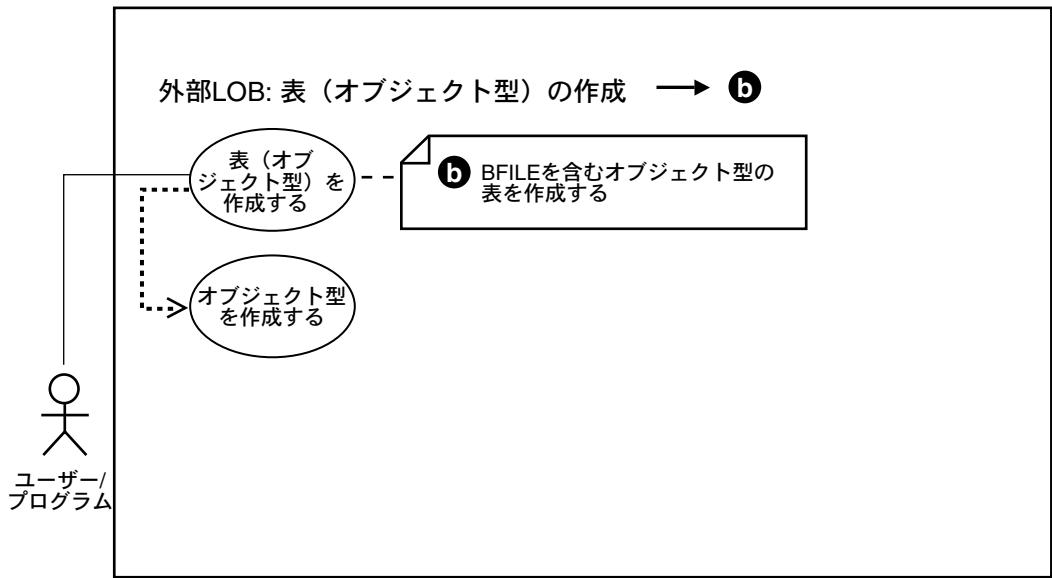 外部LOB: 表（オブジェクト型）の作成 → b
表（オブ
ジェクト型）を
作成する
b BFILEを含むオブジェクト型の
表を作成する
オブジェクト型
を作成する
ユーザー/
プログラム